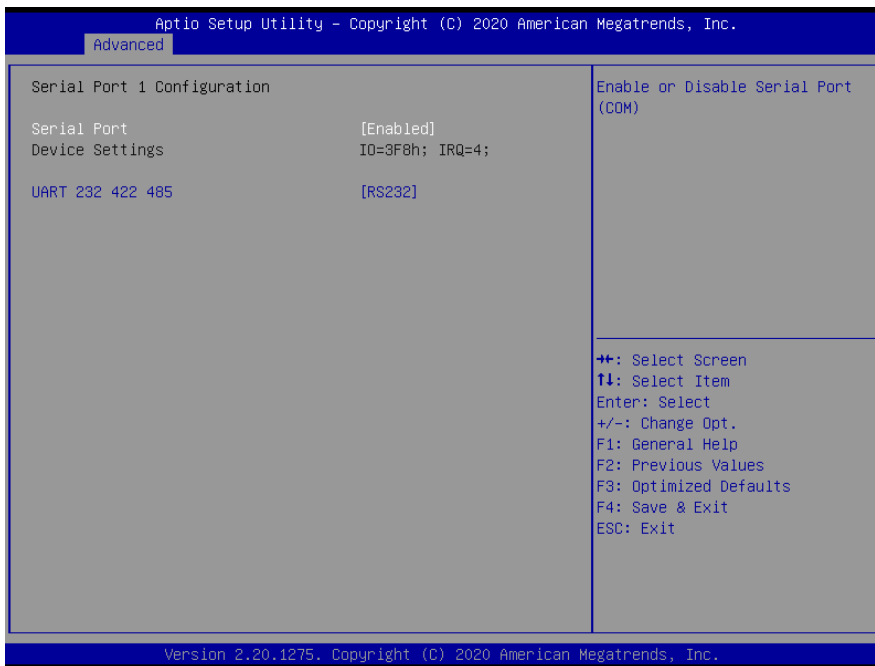 Aptio Setup Utility – Copyright (C) 2020 American Megatrends, Inc.
Advanced
Serial Port 1 Configuration
Serial Port [Enabled]
Device Settings IO=3F8h; IRQ=4;
UART 232 422 485 [RS232]
Enable or Disable Serial Port
(COM)
→←: Select Screen
↑↓: Select Item
Enter: Select
+/-: Change Opt.
F1: General Help
F2: Previous Values
F3: Optimized Defaults
F4: Save & Exit
ESC: Exit
Version 2.20.1275. Copyright (C) 2020 American Megatrends, Inc.